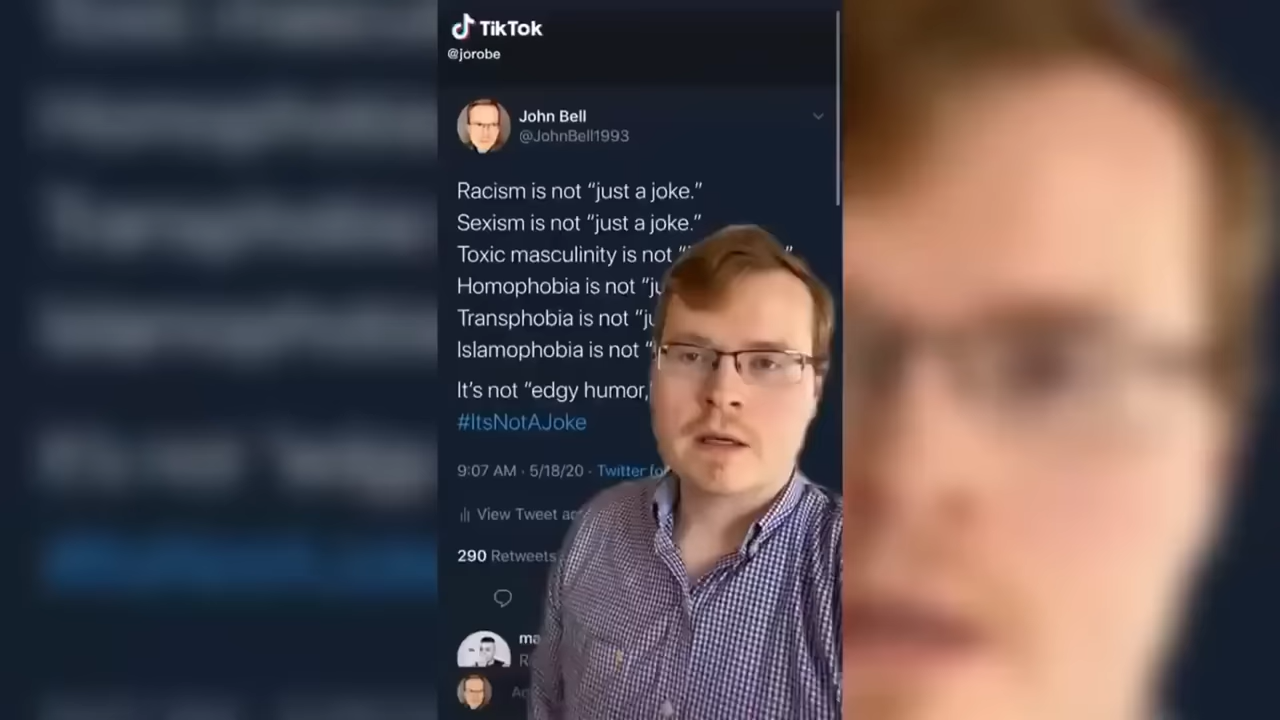 TikTok
@jorobe
John Bell
@JohnBell1993
Racism is not “just a joke.”
Sexism is not “just a joke.”
Toxic masculinity is not “
Homophobia is not “
Transphobia is not “
Islamophobia is not “
It’s not “edgy humor,
#ItsNotAJoke
9:07 AM · 5/18/20 · Twitter
View Tweet
290 Retweets